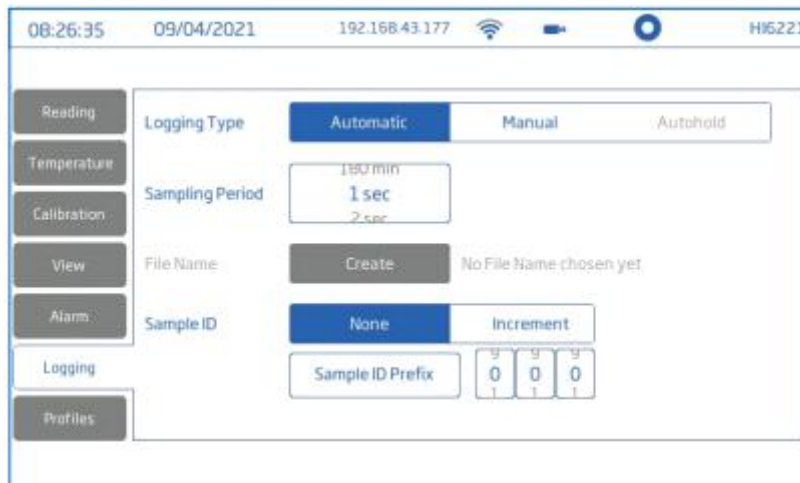 08:26:35 09/04/2021 192.168.43.177 HI6221
Reading
Temperature
Calibration
View
Alarm
Logging
Profiles
Logging Type Automatic Manual Autohold
180 min
Sampling Period 1 sec
2 sec
File Name Create No File Name chosen yet
Sample ID None Increment
9 9 9
Sample ID Prefix 0 0 0
1 1 1